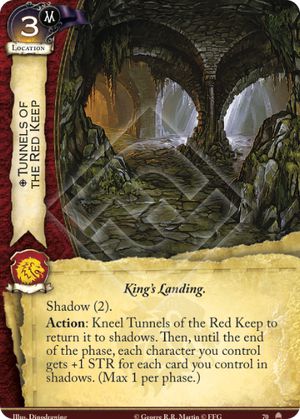 3
LOCATION
TUNNELS OF
THE RED KEEP
King's Landing.
Shadow (2).
Action: Kneel Tunnels of the Red Keep to
return it to shadows. Then, until the end
of the phase, each character you control
gets +1 STR for each card you control in
shadows. (Max 1 per phase.)
Illus. Dinodrawing
© George R.R. Martin © FFG
70